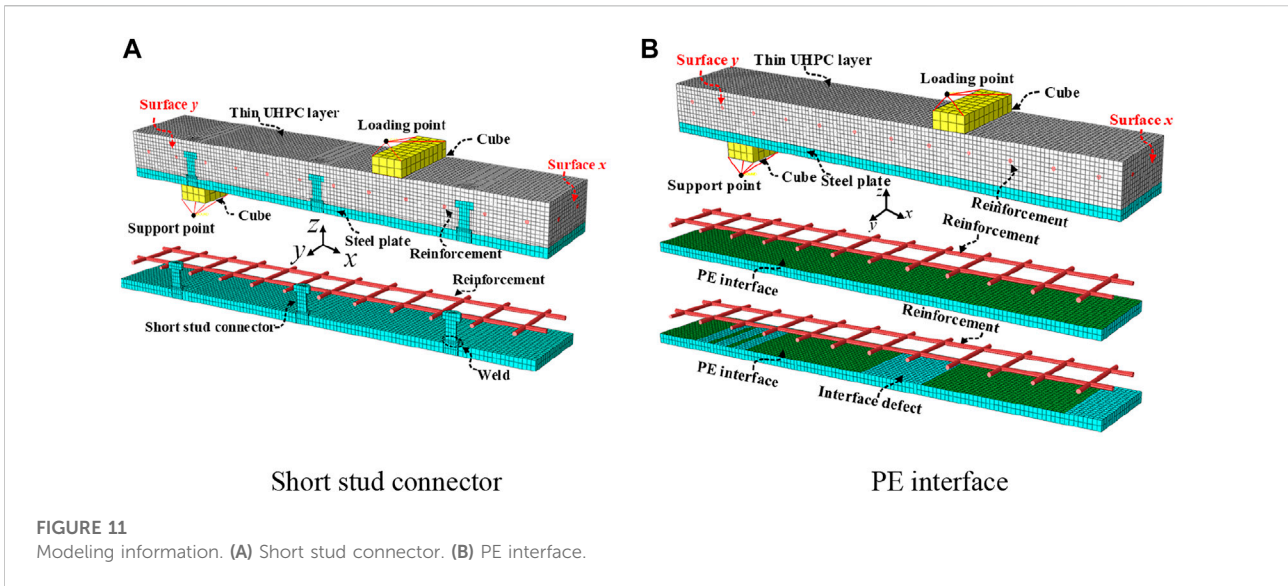 A
Surface y
Thin UHPC layer
Loading point
Cube
Surface x
Support point
Cube
Steel plate
Reinforcement
z
y
x
Reinforcement
Short stud connector
Weld
Short stud connector
B
Thin UHPC layer
Surface y
Loading point
Cube
Surface x
Support point
Cube
Steel plate
Reinforcement
z
y
x
Reinforcement
PE interface
Reinforcement
PE interface
Interface defect
PE interface
FIGURE 11
Modeling information. (A) Short stud connector. (B) PE interface.